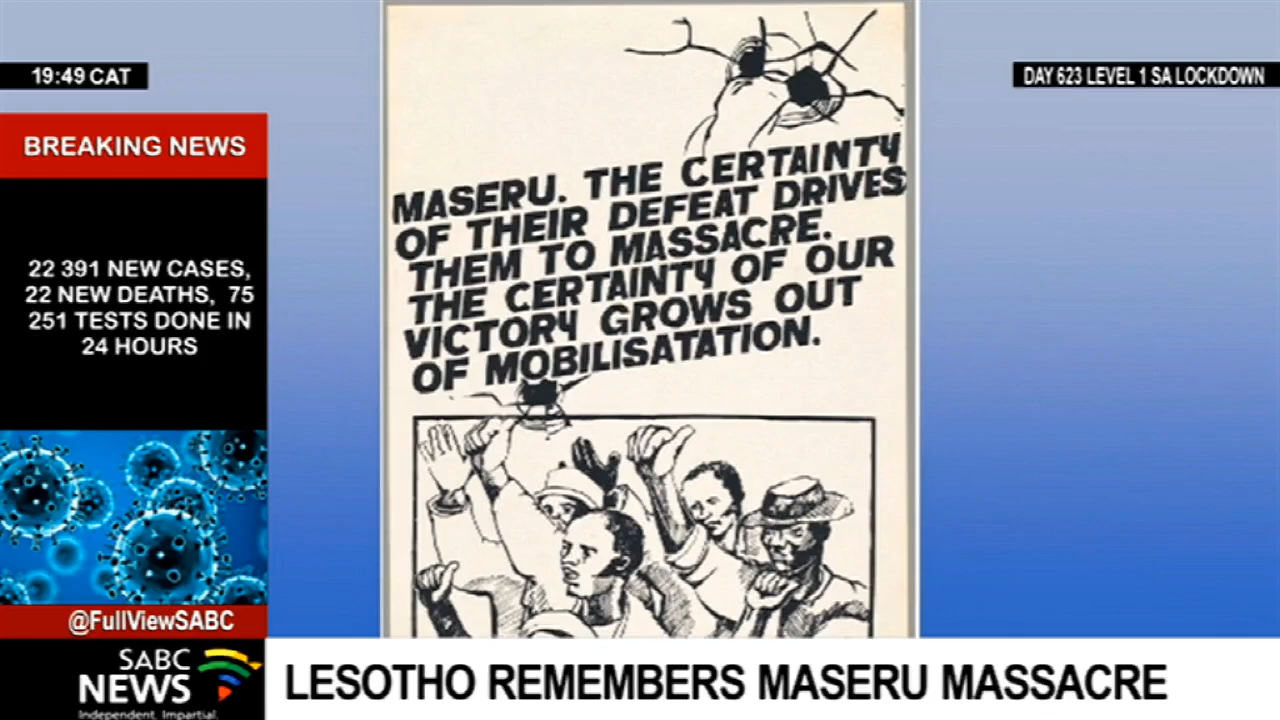 19:49 CAT
DAY 623 LEVEL 1 SA LOCKDOWN
BREAKING NEWS
22 391 NEW CASES,
22 NEW DEATHS, 75
251 TESTS DONE IN
24 HOURS
@FullViewSABC
MASERU. THE CERTAINTY
OF THEIR DEFEAT DRIVES
THEM TO MASSACRE.
THE CERTAINTY OF OUR
VICTORY GROWS OUT
OF MOBILISATATION.
SABC
NEWS
Independent. Impartial.
LESOTHO REMEMBERS MASERU MASSACRE